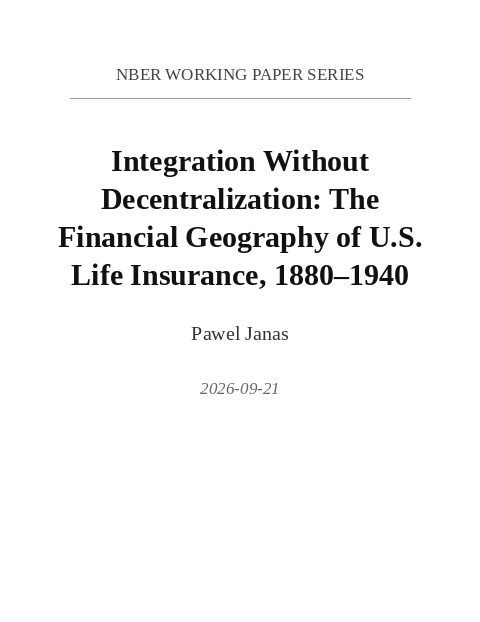 NBER WORKING PAPER SERIES
Integration Without
Decentralization: The
Financial Geography of U.S.
Life Insurance, 1880–1940
Pawel Janas
2026-09-21